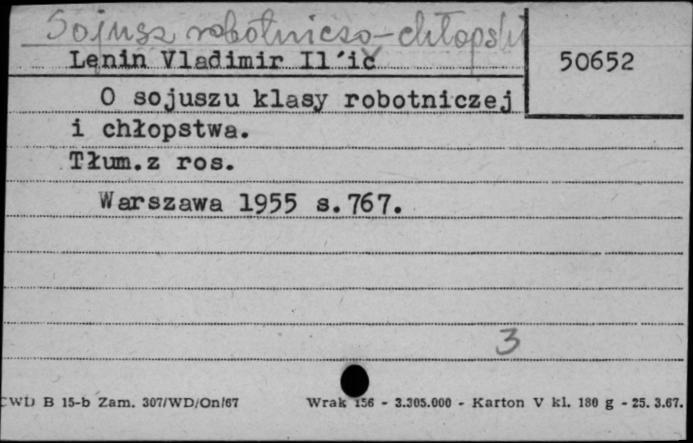 Sojusz robotniczo-chłopski
Lenin Vladimir Il'ič
50652
O sojuszu klasy robotniczej
i chłopstwa.
Tłum.z ros.
Warszawa 1955 s.767.
3
CWD B 15-b Zam. 307/WD/On/67 Wrak 156 - 3.305.000 - Karton V kl. 180 g - 25.3.67.